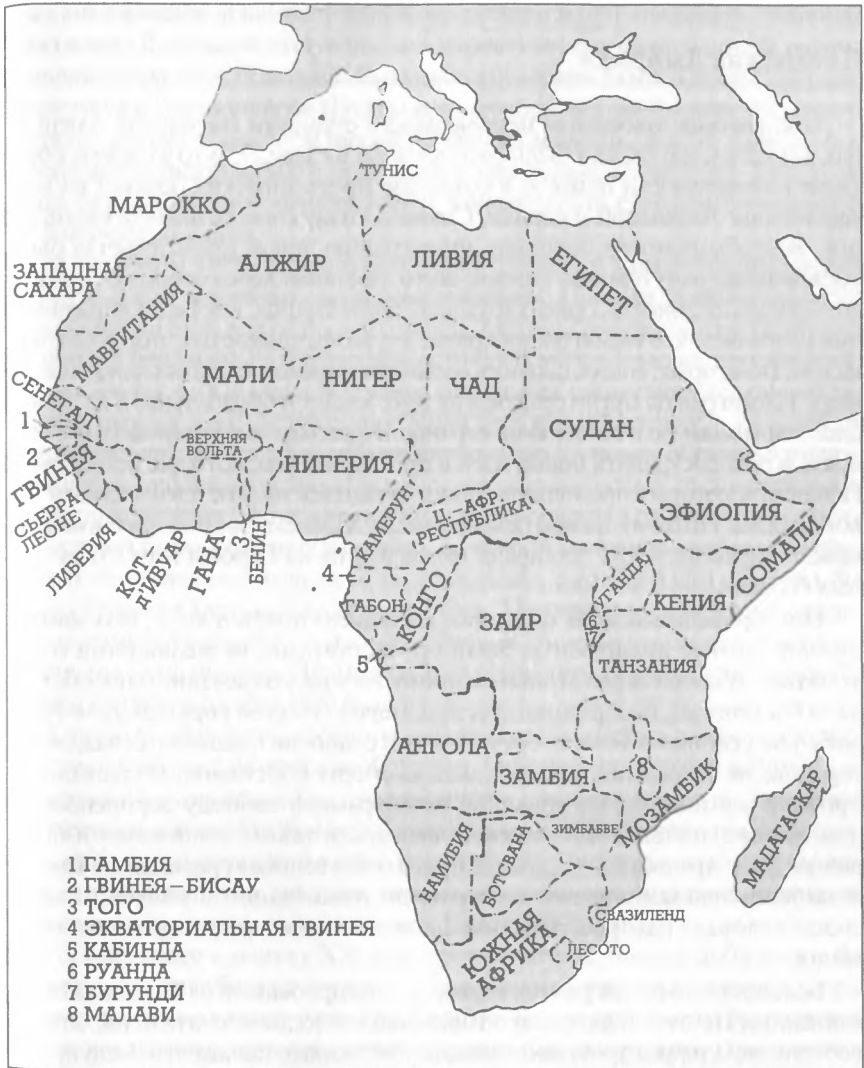 ТУНИС
МАРОККО
АЛЖИР
ЛИВИЯ
ЕГИПЕТ
ЗАПАДНАЯ
САХАРА
МАВРИТАНИЯ
МАЛИ
НИГЕР
ЧАД
СУДАН
СЕНЕГАЛ
1
2
ГВИНЕЯ
СЬЕРРА-
ЛЕОНЕ
ЛИБЕРИЯ
КОТ-
Д'ИВУАР
ВЕРХНЯЯ
ВОЛЬТА
ГАНА
3
БЕНИН
НИГЕРИЯ
КАМЕРУН
Ц.-АФР.
РЕСПУБЛИКА
ЭФИОПИЯ
СОМАЛИ
4
ГАБОН
КОНГО
ЗАИР
УГАНДА
КЕНИЯ
6
7
5
ТАНЗАНИЯ
АНГОЛА
ЗАМБИЯ
8
МОЗАМБИК
МАДАГАСКАР
НАМИБИЯ
БОТСВАНА
ЗИМБАБВЕ
СВАЗИЛЕНД
ЛЕСОТО
ЮЖНАЯ
АФРИКА
1 ГАМБИЯ
2 ГВИНЕЯ–БИСАУ
3 ТОГО
4 ЭКВАТОРИАЛЬНАЯ ГВИНЕЯ
5 КАБИНДА
6 РУАНДА
7 БУРУНДИ
8 МАЛАВИ